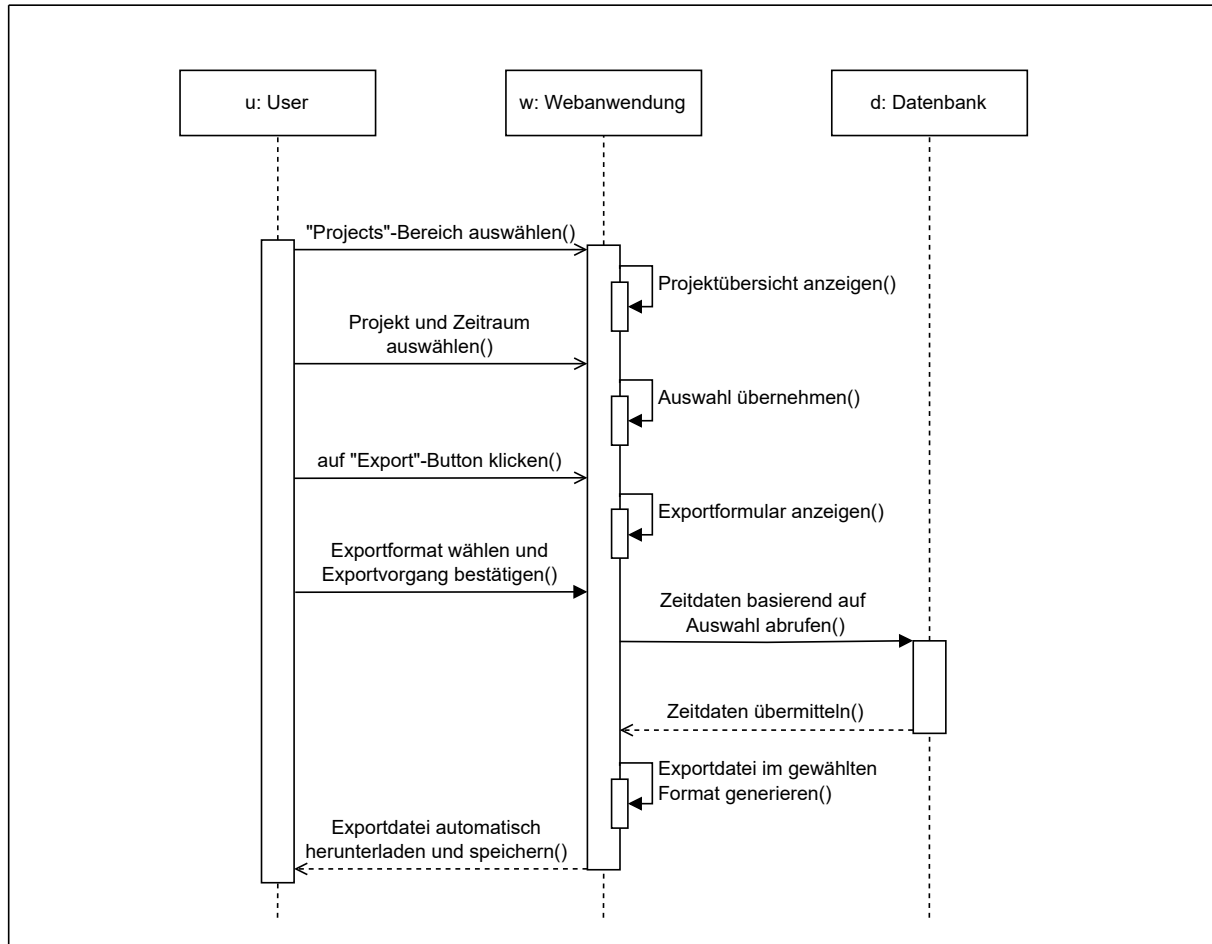 u: User
w: Webanwendung
d: Datenbank
"Projects"-Bereich auswählen()
Projektübersicht anzeigen()
Projekt und Zeitraum
auswählen()
Auswahl übernehmen()
auf "Export"-Button klicken()
Exportformular anzeigen()
Exportformat wählen und
Exportvorgang bestätigen()
Zeitdaten basierend auf
Auswahl abrufen()
Zeitdaten übermitteln()
Exportdatei im gewählten
Format generieren()
Exportdatei automatisch
herunterladen und speichern()